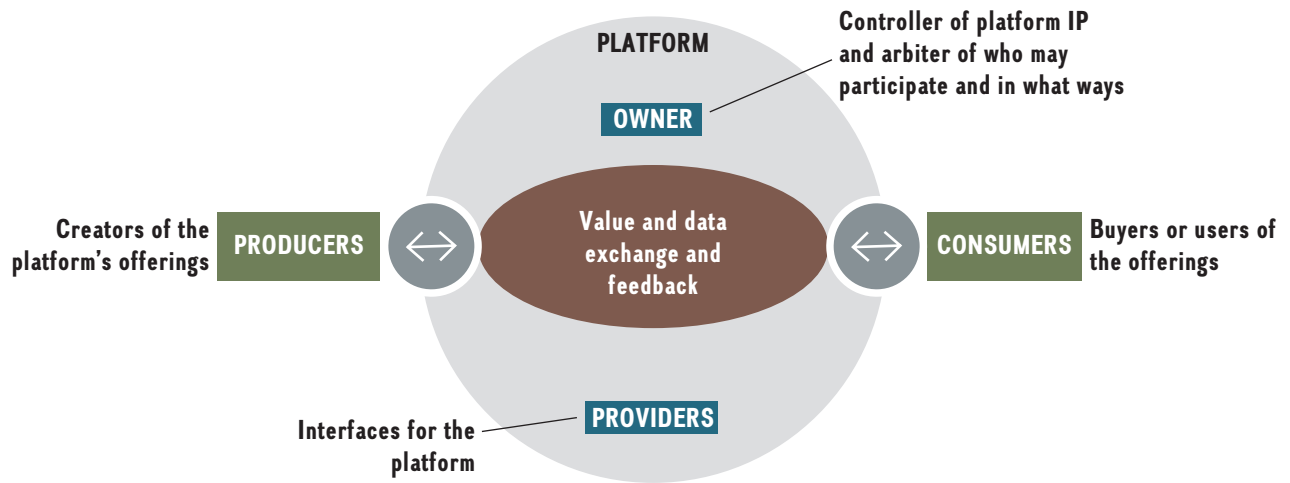 PLATFORM
Controller of platform IP
and arbiter of who may
participate and in what ways
OWNER
Creators of the
platform's offerings
PRODUCERS
Value and data
exchange and
feedback
CONSUMERS
Buyers or users of
the offerings
PROVIDERS
Interfaces for the
platform